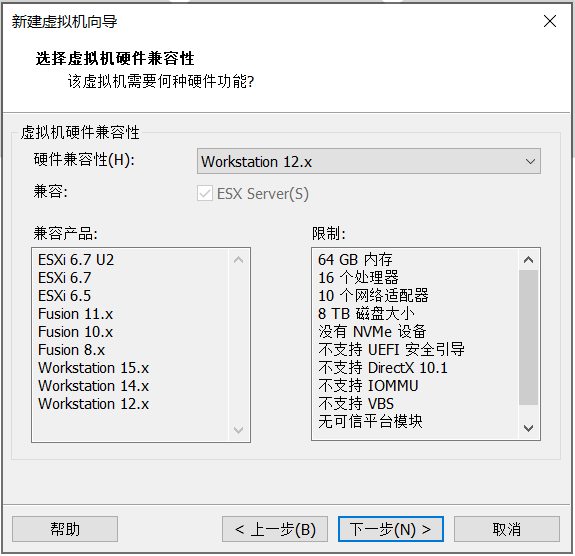 新建虚拟机向导
选择虚拟机硬件兼容性
该虚拟机需要何种硬件功能?
虚拟机硬件兼容性
硬件兼容性(H):
Workstation 12.x
兼容:
ESX Server(S)
兼容产品:
ESXi 6.7 U2
ESXi 6.7
ESXi 6.5
Fusion 11.x
Fusion 10.x
Fusion 8.x
Workstation 15.x
Workstation 14.x
Workstation 12.x
限制:
64 GB 内存
16 个处理器
10 个网络适配器
8 TB 磁盘大小
没有 NVMe 设备
不支持 UEFI 安全引导
不支持 DirectX 10.1
不支持 IOMMU
不支持 VBS
无可信平台模块
帮助
< 上一步(B)
下一步(N) >
取消